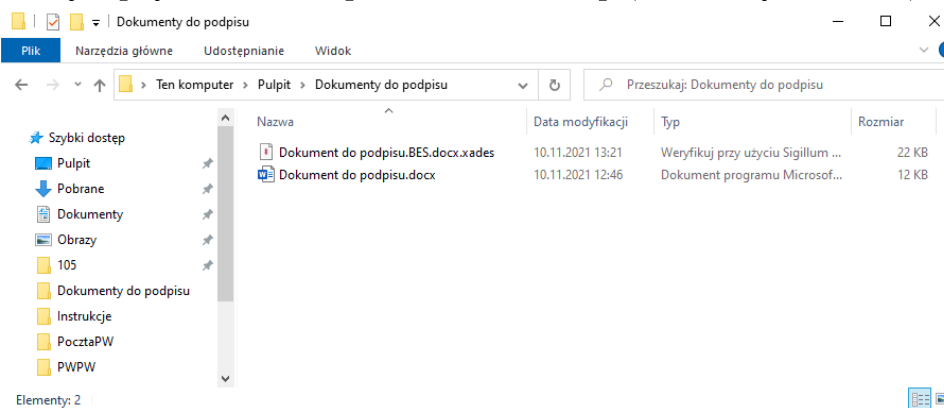 Dokumenty do podpisu
Plik Narzędzia główne Udostępnianie Widok
Ten komputer > Pulpit > Dokumenty do podpisu Przeszukaj: Dokumenty do podpisu
Nazwa Data modyfikacji Typ Rozmiar
Szybki dostęp
Pulpit
Pobrane
Dokumenty
Obrazy
105
Dokumenty do podpisu
Instrukcje
PocztaPW
PWPW
Dokument do podpisu.BES.docx.xades 10.11.2021 13:21 Weryfikuj przy użyciu Sigillum ... 22 KB
Dokument do podpisu.docx 10.11.2021 12:46 Dokument programu Microsof... 12 KB
Elementy: 2